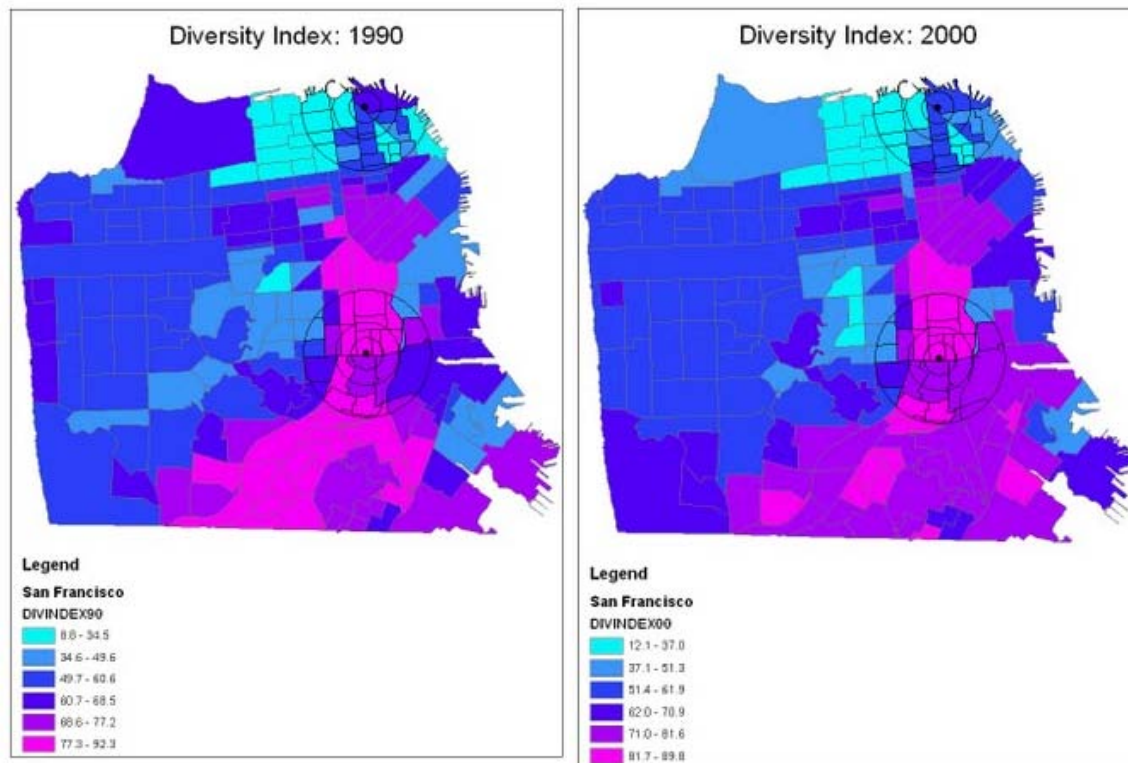 Diversity Index: 1990
Legend
San Francisco
DIVINDEX90
8.8 - 34.5
34.6 - 49.6
49.7 - 60.6
60.7 - 68.5
68.6 - 77.2
77.3 - 92.3
Diversity Index: 2000
Legend
San Francisco
DIVINDEX00
12.1 - 37.0
37.1 - 51.3
51.4 - 61.9
62.0 - 70.9
71.0 - 81.6
81.7 - 89.8